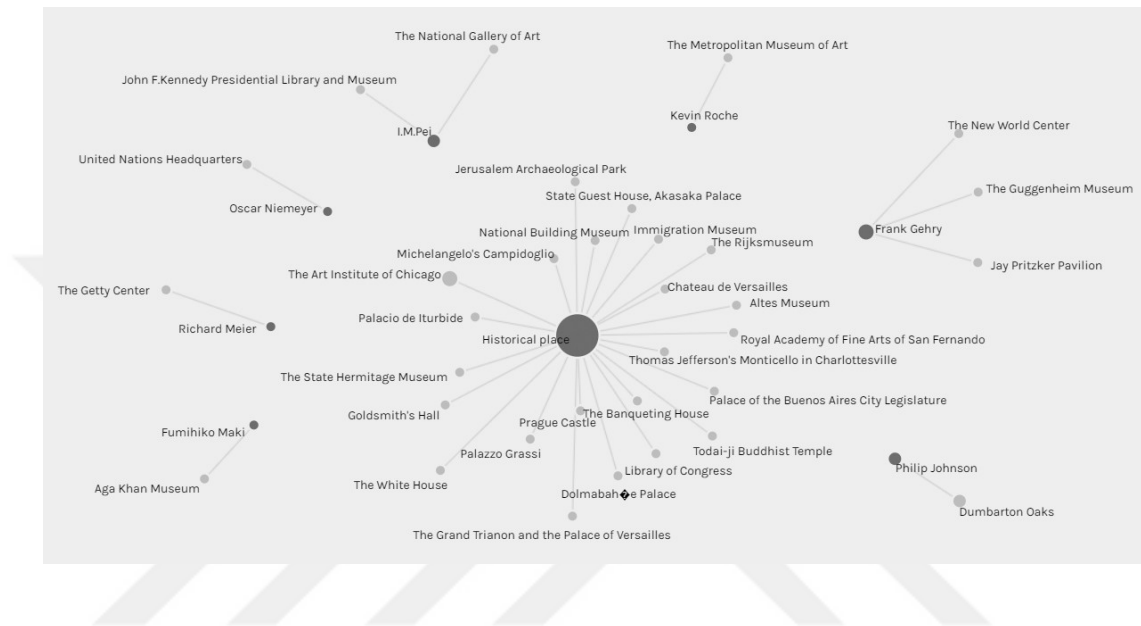 The National Gallery of Art
The Metropolitan Museum of Art
John F.Kennedy Presidential Library and Museum
Kevin Roche
The New World Center
I.M.Pei
United Nations Headquarters
Jerusalem Archaeological Park
The Guggenheim Museum
State Guest House, Akasaka Palace
Oscar Niemeyer
Frank Gehry
National Building Museum
Immigration Museum
The Rijksmuseum
Michelangelo's Campidoglio
Jay Pritzker Pavilion
The Art Institute of Chicago
Chateau de Versailles
The Getty Center
Altes Museum
Palacio de Iturbide
Richard Meier
Historical place
Royal Academy of Fine Arts of San Fernando
Thomas Jefferson's Monticello in Charlottesville
The State Hermitage Museum
Palace of the Buenos Aires City Legislature
Goldsmith's Hall
The Banqueting House
Prague Castle
Fumihiko Maki
Palazzo Grassi
Todai-ji Buddhist Temple
Philip Johnson
Library of Congress
The White House
Aga Khan Museum
Dolmabah�e Palace
Dumbarton Oaks
The Grand Trianon and the Palace of Versailles